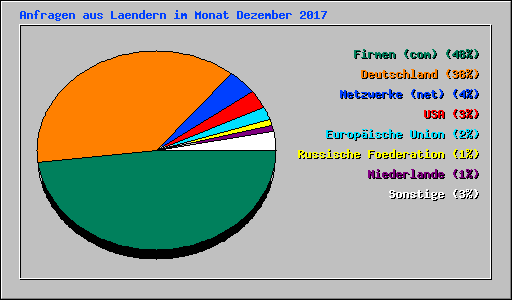 Anfragen aus Laendern im Monat Dezember 2017
Firmen (com) (48%)
Deutschland (38%)
Netzwerke (net) (4%)
USA (3%)
Europäische Union (2%)
Russische Foederation (1%)
Niederlande (1%)
Sonstige (3%)